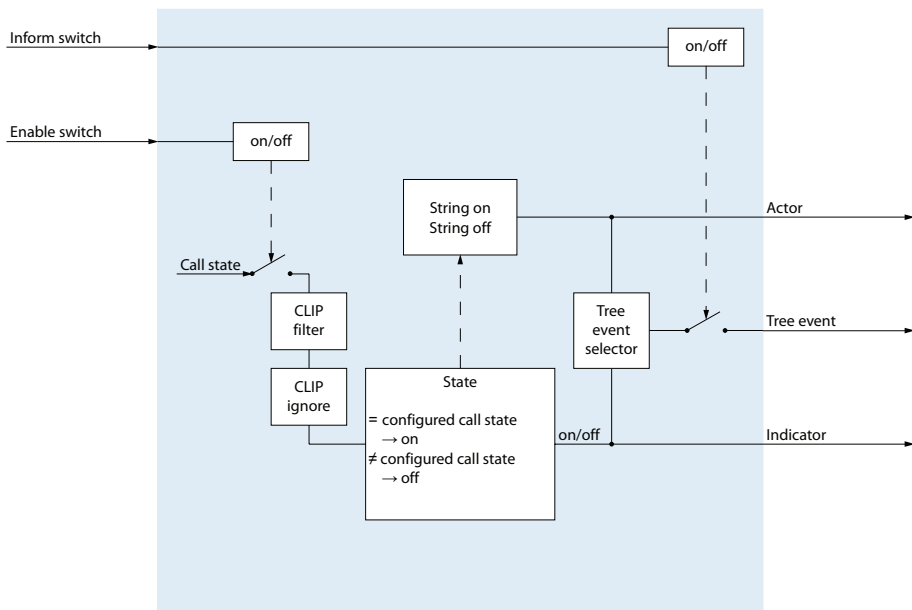 Inform switch
on/off
Enable switch
on/off
String on
String off
Actor
Call state
CLIP
filter
Tree
event
selector
Tree event
CLIP
ignore
State
= configured call state
→ on
≠ configured call state
→ off
on/off
Indicator